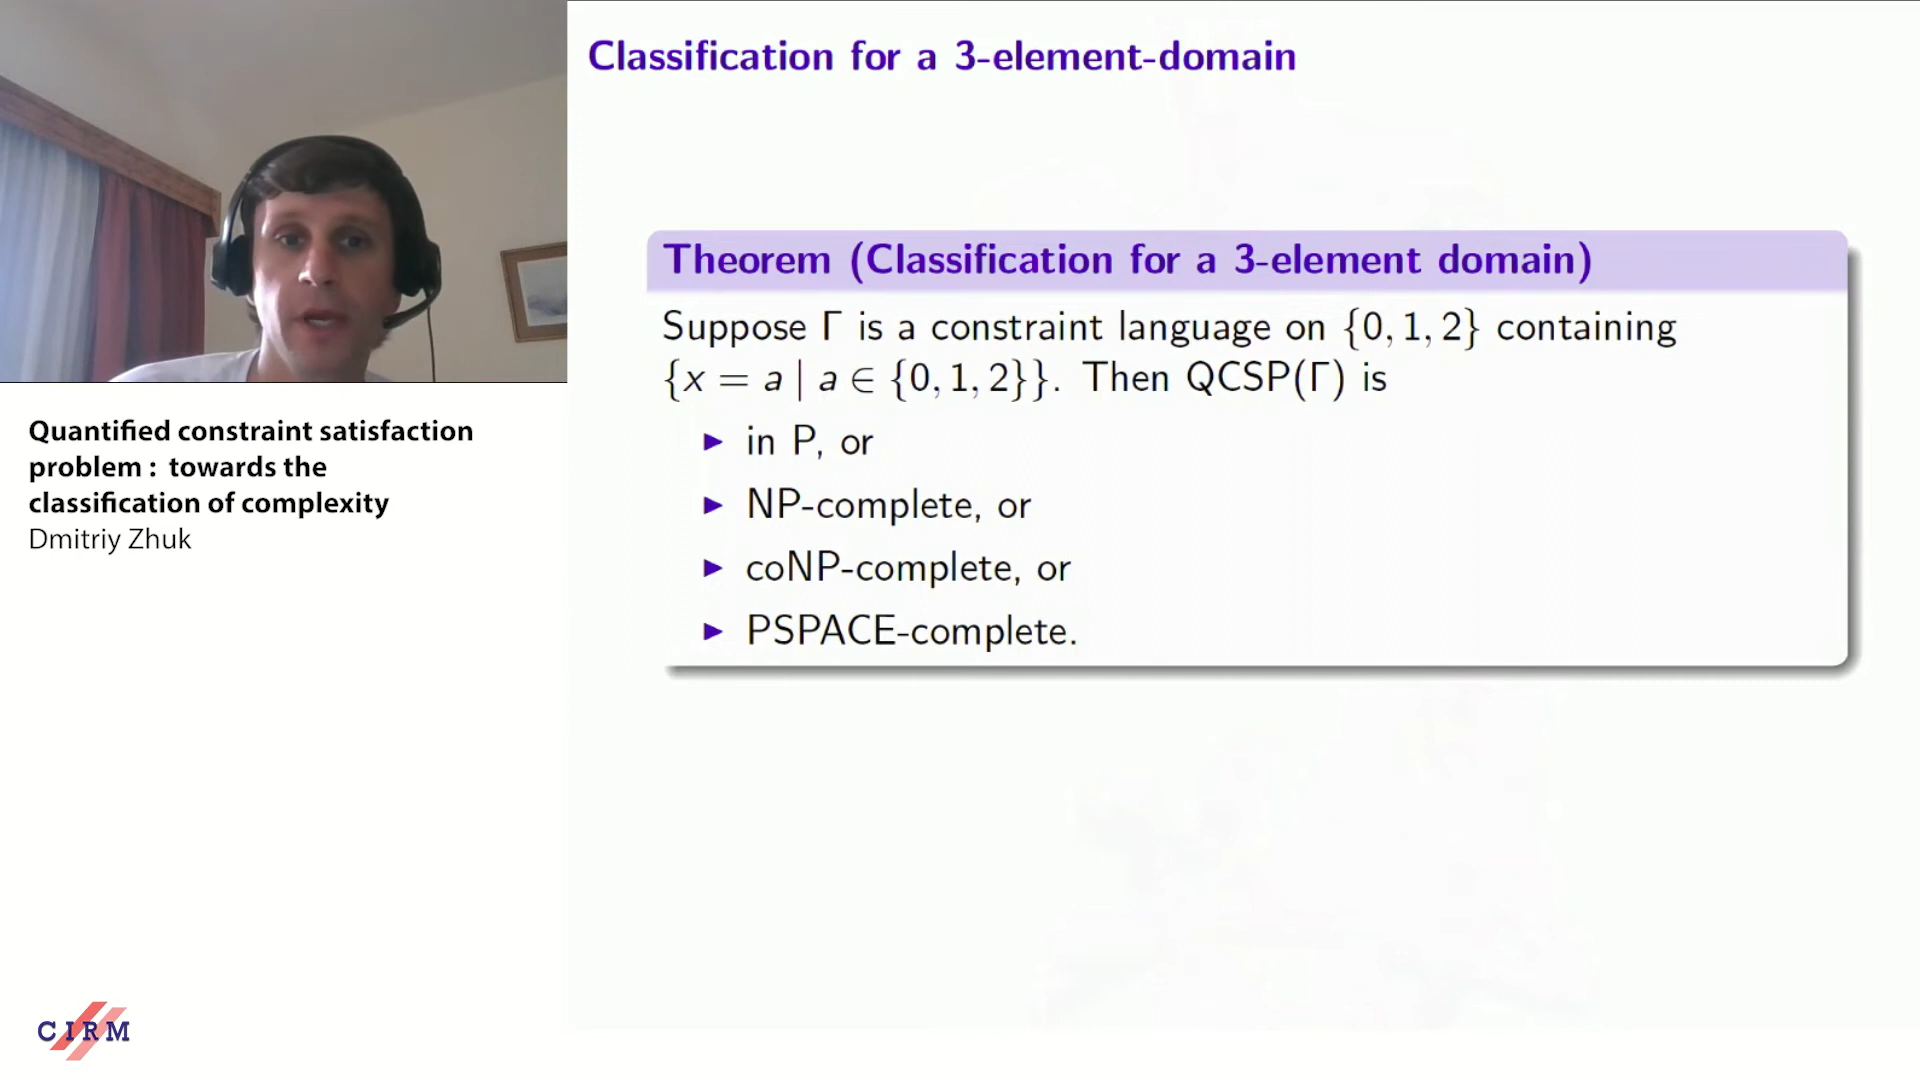 Classification for a 3-element-domain
Theorem (Classification for a 3-element domain)
Suppose Γ is a constraint language on {0, 1, 2} containing
{x = a | a ∈ {0, 1, 2}}. Then QCSP(Γ) is
▶ in P, or
▶ NP-complete, or
▶ coNP-complete, or
▶ PSPACE-complete.
Quantified constraint satisfaction
problem : towards the
classification of complexity
Dmitriy Zhuk
CIRM